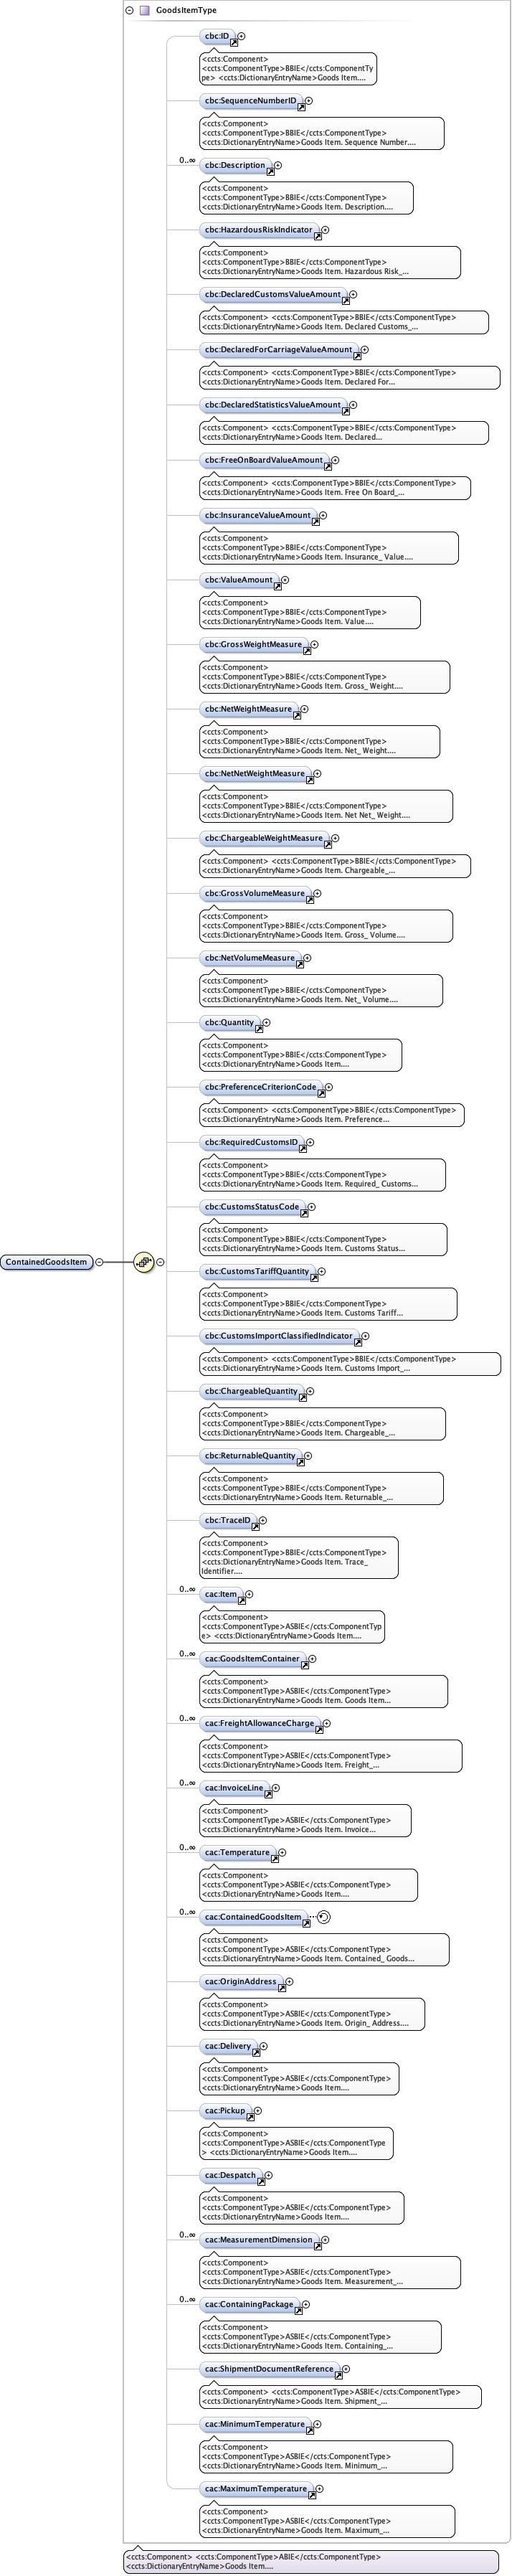 GoodsItemType
cbc:ID
<ccts:Component>
<ccts:ComponentType>BBIE</ccts:ComponentTy
pe> <ccts:DictionaryEntryName>Goods Item....
cbc:SequenceNumberID
<ccts:Component>
<ccts:ComponentType>BBIE</ccts:ComponentType>
<ccts:DictionaryEntryName>Goods Item. Sequence Number....
0..∞
cbc:Description
<ccts:Component>
<ccts:ComponentType>BBIE</ccts:ComponentType>
<ccts:DictionaryEntryName>Goods Item. Description....
cbc:HazardousRiskIndicator
<ccts:Component>
<ccts:ComponentType>BBIE</ccts:ComponentType>
<ccts:DictionaryEntryName>Goods Item. Hazardous Risk_...
cbc:DeclaredCustomsValueAmount
<ccts:Component> <ccts:ComponentType>BBIE</ccts:ComponentType>
<ccts:DictionaryEntryName>Goods Item. Declared Customs_...
cbc:DeclaredForCarriageValueAmount
<ccts:Component> <ccts:ComponentType>BBIE</ccts:ComponentType>
<ccts:DictionaryEntryName>Goods Item. Declared For...
cbc:DeclaredStatisticsValueAmount
<ccts:Component> <ccts:ComponentType>BBIE</ccts:ComponentType>
<ccts:DictionaryEntryName>Goods Item. Declared...
cbc:FreeOnBoardValueAmount
<ccts:Component> <ccts:ComponentType>BBIE</ccts:ComponentType>
<ccts:DictionaryEntryName>Goods Item. Free On Board_...
cbc:InsuranceValueAmount
<ccts:Component>
<ccts:ComponentType>BBIE</ccts:ComponentType>
<ccts:DictionaryEntryName>Goods Item. Insurance_ Value....
cbc:ValueAmount
<ccts:Component>
<ccts:ComponentType>BBIE</ccts:ComponentType>
<ccts:DictionaryEntryName>Goods Item. Value....
cbc:GrossWeightMeasure
<ccts:Component>
<ccts:ComponentType>BBIE</ccts:ComponentType>
<ccts:DictionaryEntryName>Goods Item. Gross_ Weight....
cbc:NetWeightMeasure
<ccts:Component>
<ccts:ComponentType>BBIE</ccts:ComponentType>
<ccts:DictionaryEntryName>Goods Item. Net_ Weight....
cbc:NetNetWeightMeasure
<ccts:Component>
<ccts:ComponentType>BBIE</ccts:ComponentType>
<ccts:DictionaryEntryName>Goods Item. Net Net_ Weight....
cbc:ChargeableWeightMeasure
<ccts:Component> <ccts:ComponentType>BBIE</ccts:ComponentType>
<ccts:DictionaryEntryName>Goods Item. Chargeable_...
cbc:GrossVolumeMeasure
<ccts:Component>
<ccts:ComponentType>BBIE</ccts:ComponentType>
<ccts:DictionaryEntryName>Goods Item. Gross_ Volume....
cbc:NetVolumeMeasure
<ccts:Component>
<ccts:ComponentType>BBIE</ccts:ComponentType>
<ccts:DictionaryEntryName>Goods Item. Net_ Volume....
cbc:Quantity
<ccts:Component>
<ccts:ComponentType>BBIE</ccts:ComponentType>
<ccts:DictionaryEntryName>Goods Item....
cbc:PreferenceCriterionCode
<ccts:Component> <ccts:ComponentType>BBIE</ccts:ComponentType>
<ccts:DictionaryEntryName>Goods Item. Preference...
cbc:RequiredCustomsID
<ccts:Component>
<ccts:ComponentType>BBIE</ccts:ComponentType>
<ccts:DictionaryEntryName>Goods Item. Required_ Customs...
cbc:CustomsStatusCode
<ccts:Component>
<ccts:ComponentType>BBIE</ccts:ComponentType>
<ccts:DictionaryEntryName>Goods Item. Customs Status...
ContainedGoodsItem
cbc:CustomsTariffQuantity
<ccts:Component>
<ccts:ComponentType>BBIE</ccts:ComponentType>
<ccts:DictionaryEntryName>Goods Item. Customs Tariff...
cbc:CustomsImportClassifiedIndicator
<ccts:Component> <ccts:ComponentType>BBIE</ccts:ComponentType>
<ccts:DictionaryEntryName>Goods Item. Customs Import_...
cbc:ChargeableQuantity
<ccts:Component>
<ccts:ComponentType>BBIE</ccts:ComponentType>
<ccts:DictionaryEntryName>Goods Item. Chargeable_...
cbc:ReturnableQuantity
<ccts:Component>
<ccts:ComponentType>BBIE</ccts:ComponentType>
<ccts:DictionaryEntryName>Goods Item. Returnable_...
cbc:TraceID
<ccts:Component>
<ccts:ComponentType>BBIE</ccts:ComponentType>
<ccts:DictionaryEntryName>Goods Item. Trace_
Identifier....
0..∞
cac:Item
<ccts:Component>
<ccts:ComponentType>ASBIE</ccts:ComponentTyp
e> <ccts:DictionaryEntryName>Goods Item....
0..∞
cac:GoodsItemContainer
<ccts:Component>
<ccts:ComponentType>ASBIE</ccts:ComponentType>
<ccts:DictionaryEntryName>Goods Item. Goods Item...
0..∞
cac:FreightAllowanceCharge
<ccts:Component>
<ccts:ComponentType>ASBIE</ccts:ComponentType>
<ccts:DictionaryEntryName>Goods Item. Freight_...
0..∞
cac:InvoiceLine
<ccts:Component>
<ccts:ComponentType>ASBIE</ccts:ComponentType>
<ccts:DictionaryEntryName>Goods Item. Invoice...
0..∞
cac:Temperature
<ccts:Component>
<ccts:ComponentType>ASBIE</ccts:ComponentType>
<ccts:DictionaryEntryName>Goods Item....
0..∞
cac:ContainedGoodsItem
<ccts:Component>
<ccts:ComponentType>ASBIE</ccts:ComponentType>
<ccts:DictionaryEntryName>Goods Item. Contained_ Goods...
cac:OriginAddress
<ccts:Component>
<ccts:ComponentType>ASBIE</ccts:ComponentType>
<ccts:DictionaryEntryName>Goods Item. Origin_ Address....
cac:Delivery
<ccts:Component>
<ccts:ComponentType>ASBIE</ccts:ComponentType>
<ccts:DictionaryEntryName>Goods Item....
cac:Pickup
<ccts:Component>
<ccts:ComponentType>ASBIE</ccts:ComponentType
> <ccts:DictionaryEntryName>Goods Item....
cac:Despatch
<ccts:Component>
<ccts:ComponentType>ASBIE</ccts:ComponentType>
<ccts:DictionaryEntryName>Goods Item....
0..∞
cac:MeasurementDimension
<ccts:Component>
<ccts:ComponentType>ASBIE</ccts:ComponentType>
<ccts:DictionaryEntryName>Goods Item. Measurement_...
0..∞
cac:ContainingPackage
<ccts:Component>
<ccts:ComponentType>ASBIE</ccts:ComponentType>
<ccts:DictionaryEntryName>Goods Item. Containing_...
cac:ShipmentDocumentReference
<ccts:Component> <ccts:ComponentType>ASBIE</ccts:ComponentType>
<ccts:DictionaryEntryName>Goods Item. Shipment_...
cac:MinimumTemperature
<ccts:Component>
<ccts:ComponentType>ASBIE</ccts:ComponentType>
<ccts:DictionaryEntryName>Goods Item. Minimum_...
cac:MaximumTemperature
<ccts:Component>
<ccts:ComponentType>ASBIE</ccts:ComponentType>
<ccts:DictionaryEntryName>Goods Item. Maximum_...
<ccts:Component> <ccts:ComponentType>ABIE</ccts:ComponentType>
<ccts:DictionaryEntryName>Goods Item....